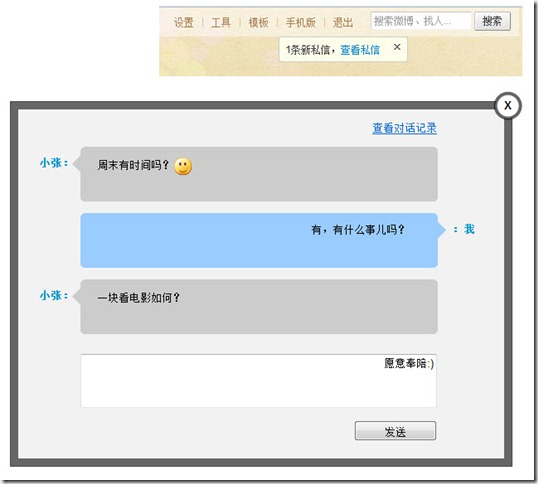 设置 | 工具 | 模板 | 手机版 | 退出 搜索微博、找人... 搜索
1条新私信，查看私信 ×
X
查看对话记录
小张： 周末有时间吗？
有，有什么事儿吗？ ：我
小张： 一块看电影如何？
愿意奉陪:)
发送